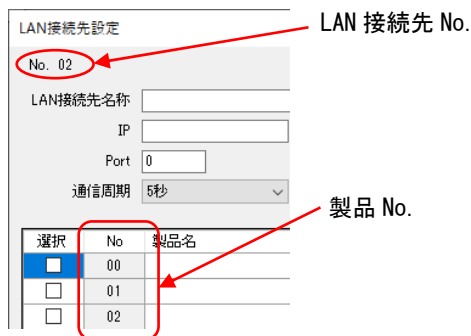 LAN接続先設定
LAN 接続先 No.
No. 02
LAN接続先名称
IP
Port 0
通信周期 5秒
製品 No.
選択 No 製品名
00
01
02